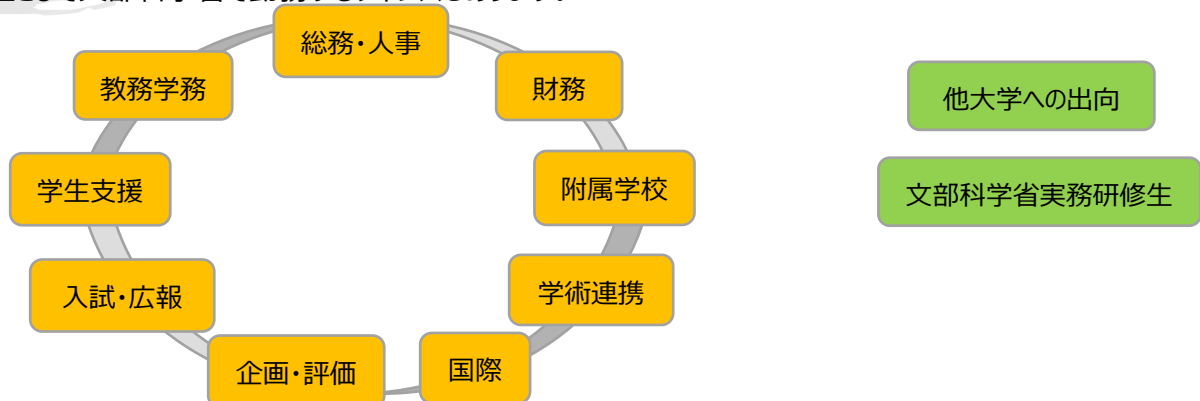 総務・人事
教務学務
財務
他大学への出向
学生支援
附属学校
文部科学省実務研修生
入試・広報
学術連携
企画・評価
国際